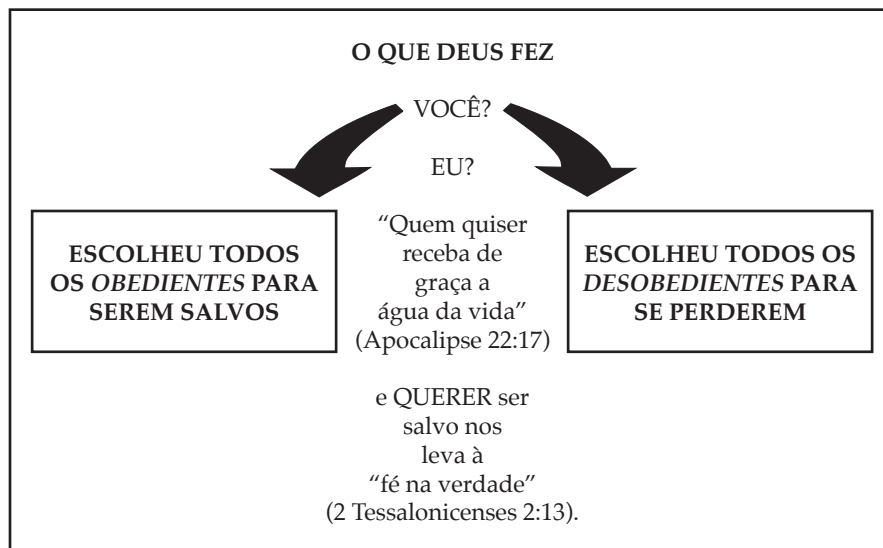 O QUE DEUS FEZ
VOCÊ?
EU?
ESCOLHEU TODOS
OS OBEDIENTES PARA
SEREM SALVOS
“Quem quiser
receba de
graça a
água da vida”
(Apocalipse 22:17)
ESCOLHEU TODOS OS
DESOBEDIENTES PARA
SE PERDEREM
e QUERER ser
salvo nos
leva à
“fé na verdade”
(2 Tessalonicenses 2:13).